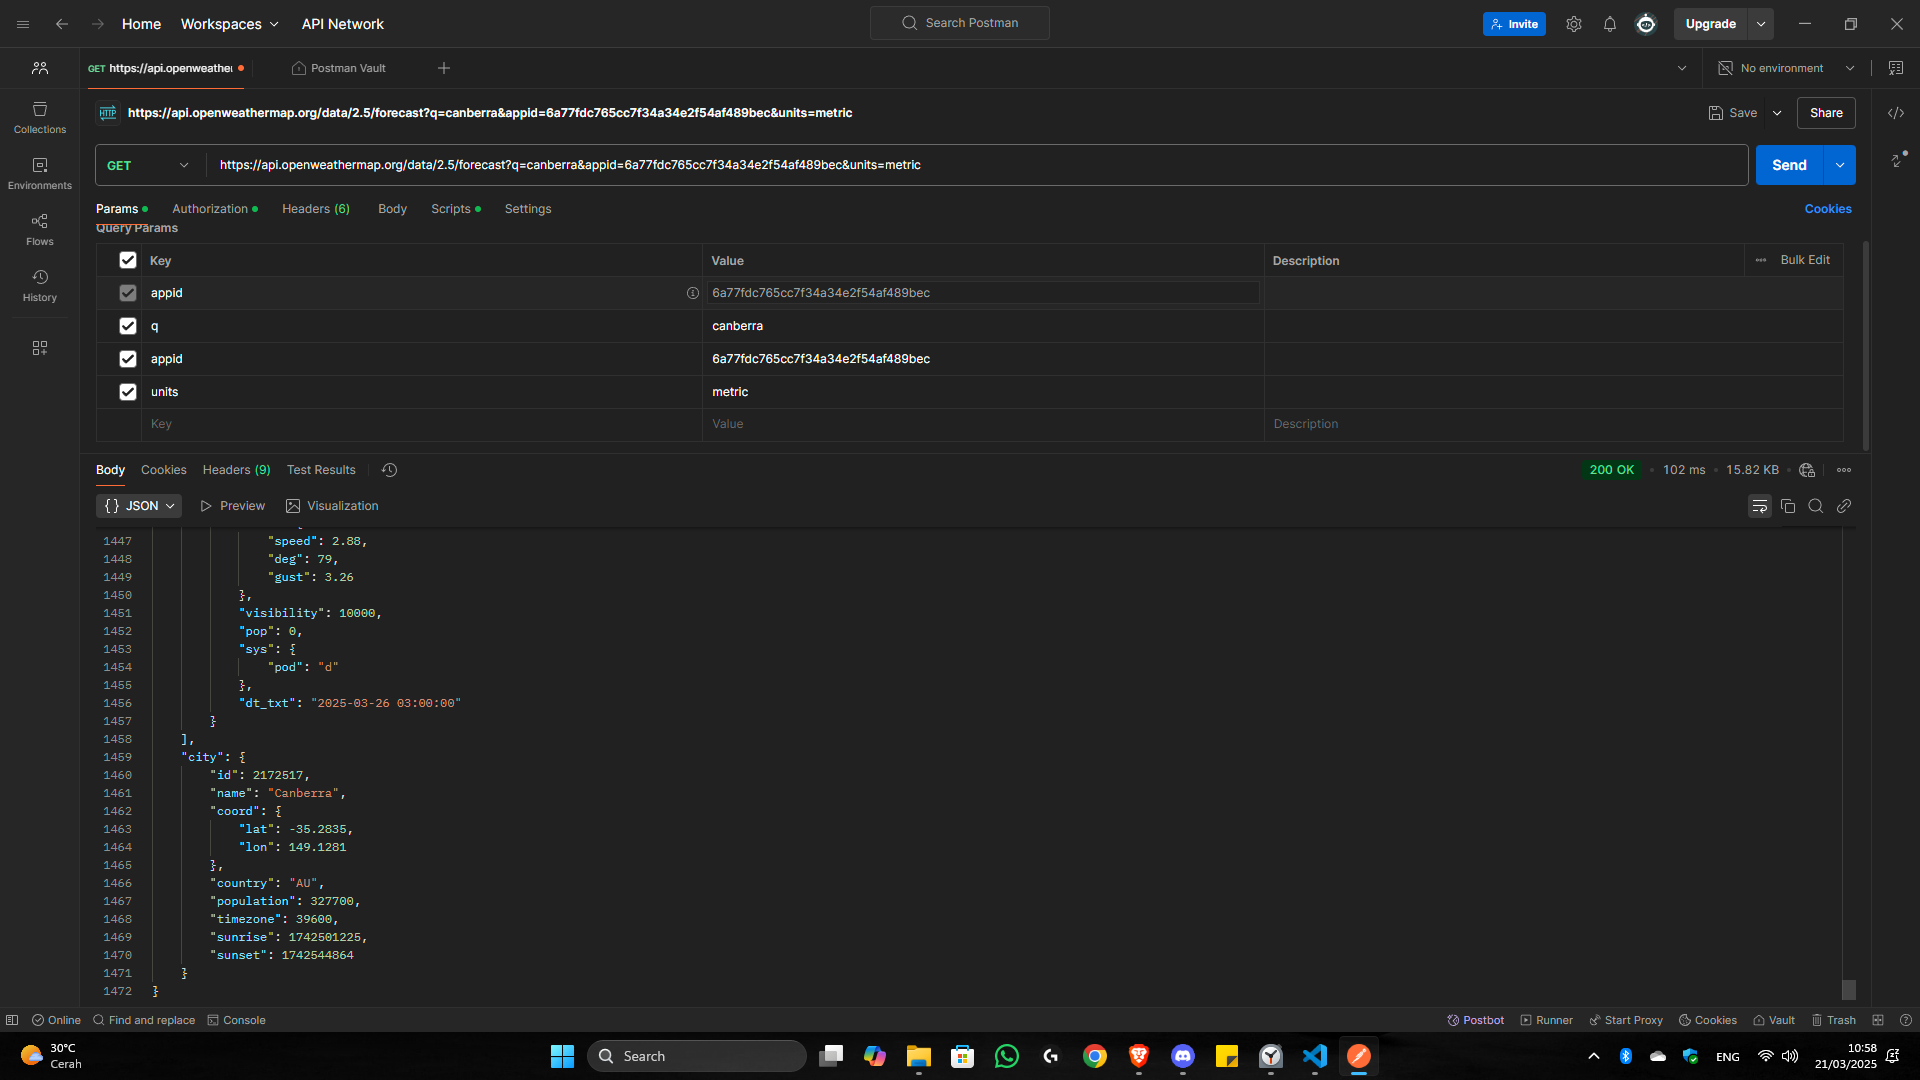 Home Workspaces API Network
Search Postman
Invite
Upgrade
GET https://api.openweather
Postman Vault
No environment
HTTP https://api.openweathermap.org/data/2.5/forecast?q=canberra&appid=6a77fdc765cc7f34a34e2f54af489bec&units=metric
Save
Share
Collections
Environments
Flows
History
GET https://api.openweathermap.org/data/2.5/forecast?q=canberra&appid=6a77fdc765cc7f34a34e2f54af489bec&units=metric
Send
Params Authorization Headers (6) Body Scripts Settings
Cookies
Query Params
Key Value Description Bulk Edit
appid 6a77fdc765cc7f34a34e2f54af489bec
q canberra
appid 6a77fdc765cc7f34a34e2f54af489bec
units metric
Key Value Description
Body Cookies Headers (9) Test Results
200 OK 102 ms 15.82 KB
{} JSON Preview Visualization
{
1447 "speed": 2.88,
1448 "deg": 79,
1449 "gust": 3.26
1450 },
1451 "visibility": 10000,
1452 "pop": 0,
1453 "sys": {
1454 "pod": "d"
1455 },
1456 "dt_txt": "2025-03-26 03:00:00"
1457 }
1458 ],
1459 "city": {
1460 "id": 2172517,
1461 "name": "Canberra",
1462 "coord": {
1463 "lat": -35.2835,
1464 "lon": 149.1281
1465 },
1466 "country": "AU",
1467 "population": 327700,
1468 "timezone": 39600,
1469 "sunrise": 1742501225,
1470 "sunset": 1742544864
1471 }
1472 }
Online Find and replace Console
Postbot Runner Start Proxy Cookies Vault Trash
30°C
Cerah
Search
ENG
10:58
21/03/2025